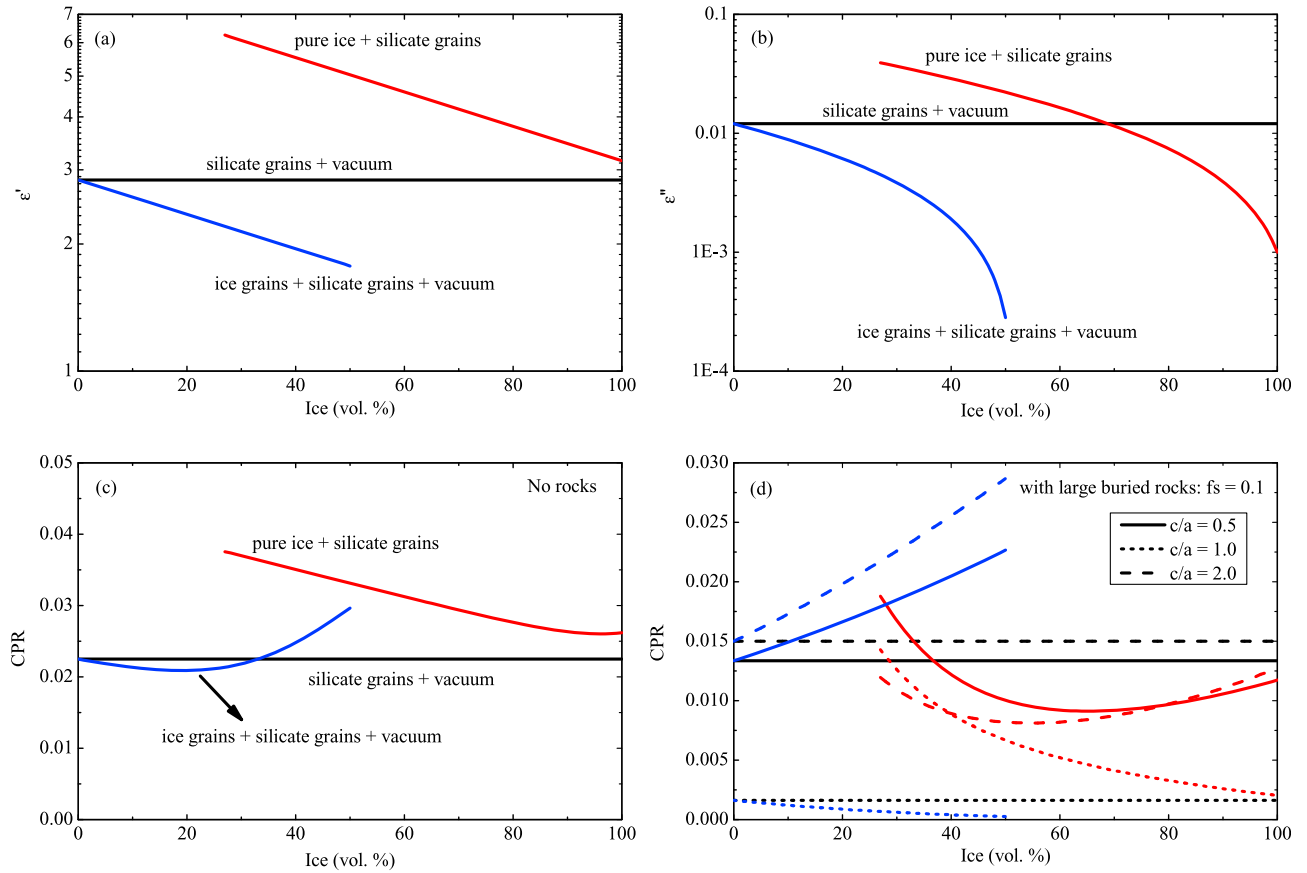 (a)
pure ice + silicate grains
silicate grains + vacuum
ice grains + silicate grains + vacuum
7
6
5
4
3
2
1
ε'
0
20
40
60
80
100
Ice (vol. %)
(b)
pure ice + silicate grains
silicate grains + vacuum
ice grains + silicate grains + vacuum
0.1
0.01
1E-3
1E-4
ε"
0
20
40
60
80
100
Ice (vol. %)
(c)
No rocks
pure ice + silicate grains
silicate grains + vacuum
ice grains + silicate grains + vacuum
0.05
0.04
0.03
0.02
0.01
0.00
CPR
0
20
40
60
80
100
Ice (vol. %)
(d)
with large buried rocks: fs = 0.1
c/a = 0.5
c/a = 1.0
c/a = 2.0
0.030
0.025
0.020
0.015
0.010
0.005
0.000
CPR
0
20
40
60
80
100
Ice (vol. %)